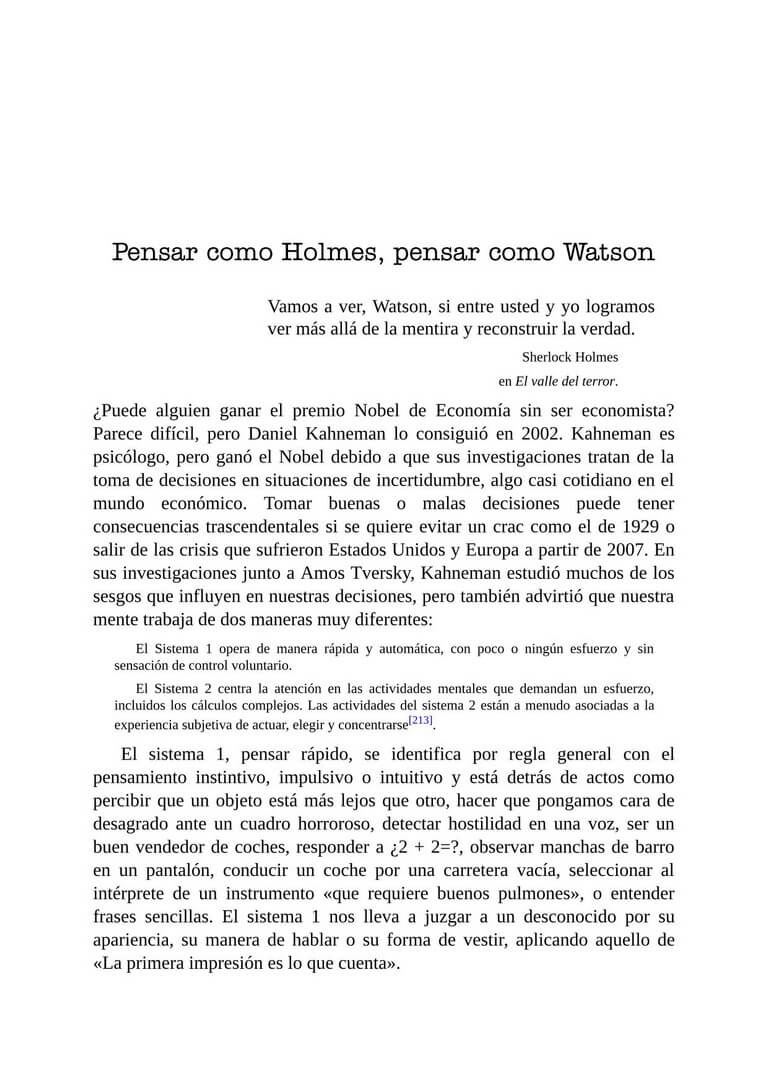 Pensar como Holmes, pensar como Watson
Vamos a ver, Watson, si entre usted y yo logramos
ver más allá de la mentira y reconstruir la verdad.
Sherlock Holmes
en El valle del terror.
¿Puede alguien ganar el premio Nobel de Economía sin ser economista?
Parece difícil, pero Daniel Kahneman lo consiguió en 2002. Kahneman es
psicólogo, pero ganó el Nobel debido a que sus investigaciones tratan de la
toma de decisiones en situaciones de incertidumbre, algo casi cotidiano en el
mundo económico. Tomar buenas o malas decisiones puede tener
consecuencias trascendentales si se quiere evitar un crac como el de 1929 o
salir de las crisis que sufrieron Estados Unidos y Europa a partir de 2007. En
sus investigaciones junto a Amos Tversky, Kahneman estudió muchos de los
sesgos que influyen en nuestras decisiones, pero también advirtió que nuestra
mente trabaja de dos maneras muy diferentes:
El Sistema 1 opera de manera rápida y automática, con poco o ningún esfuerzo y sin
sensación de control voluntario.
El Sistema 2 centra la atención en las actividades mentales que demandan un esfuerzo,
incluidos los cálculos complejos. Las actividades del sistema 2 están a menudo asociadas a la
experiencia subjetiva de actuar, elegir y concentrarse[213].
El sistema 1, pensar rápido, se identifica por regla general con el
pensamiento instintivo, impulsivo o intuitivo y está detrás de actos como
percibir que un objeto está más lejos que otro, hacer que pongamos cara de
desagrado ante un cuadro horroroso, detectar hostilidad en una voz, ser un
buen vendedor de coches, responder a ¿2 + 2=?, observar manchas de barro
en un pantalón, conducir un coche por una carretera vacía, seleccionar al
intérprete de un instrumento «que requiere buenos pulmones», o entender
frases sencillas. El sistema 1 nos lleva a juzgar a un desconocido por su
apariencia, su manera de hablar o su forma de vestir, aplicando aquello de
«La primera impresión es lo que cuenta».